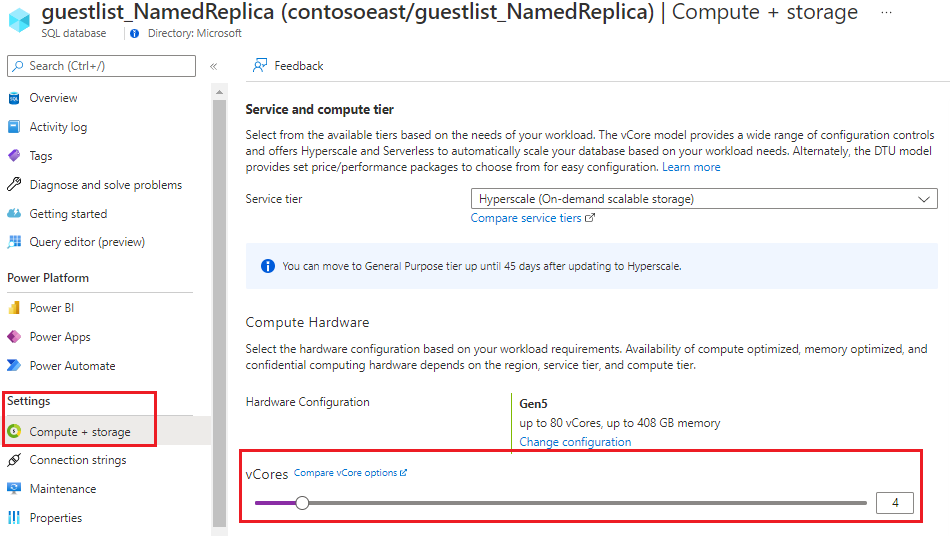 guestlist_NamedReplica (contosoeast/guestlist_NamedReplica) | Compute + storage ...
SQL database
Directory: Microsoft
Search (Ctrl+/)
«
Overview
Activity log
Tags
Diagnose and solve problems
Getting started
Query editor (preview)
Power Platform
Power BI
Power Apps
Power Automate
Settings
Compute + storage
Connection strings
Maintenance
Properties
Feedback
Service and compute tier
Select from the available tiers based on the needs of your workload. The vCore model provides a wide range of configuration controls
and offers Hyperscale and Serverless to automatically scale your database based on your workload needs. Alternately, the DTU model
provides set price/performance packages to choose from for easy configuration. Learn more
Service tier
Hyperscale (On-demand scalable storage)
Compare service tiers
You can move to General Purpose tier up until 45 days after updating to Hyperscale.
Compute Hardware
Select the hardware configuration based on your workload requirements. Availability of compute optimized, memory optimized, and
confidential computing hardware depends on the region, service tier, and compute tier.
Hardware Configuration
Gen5
up to 80 vCores, up to 408 GB memory
Change configuration
vCores Compare vCore options
4